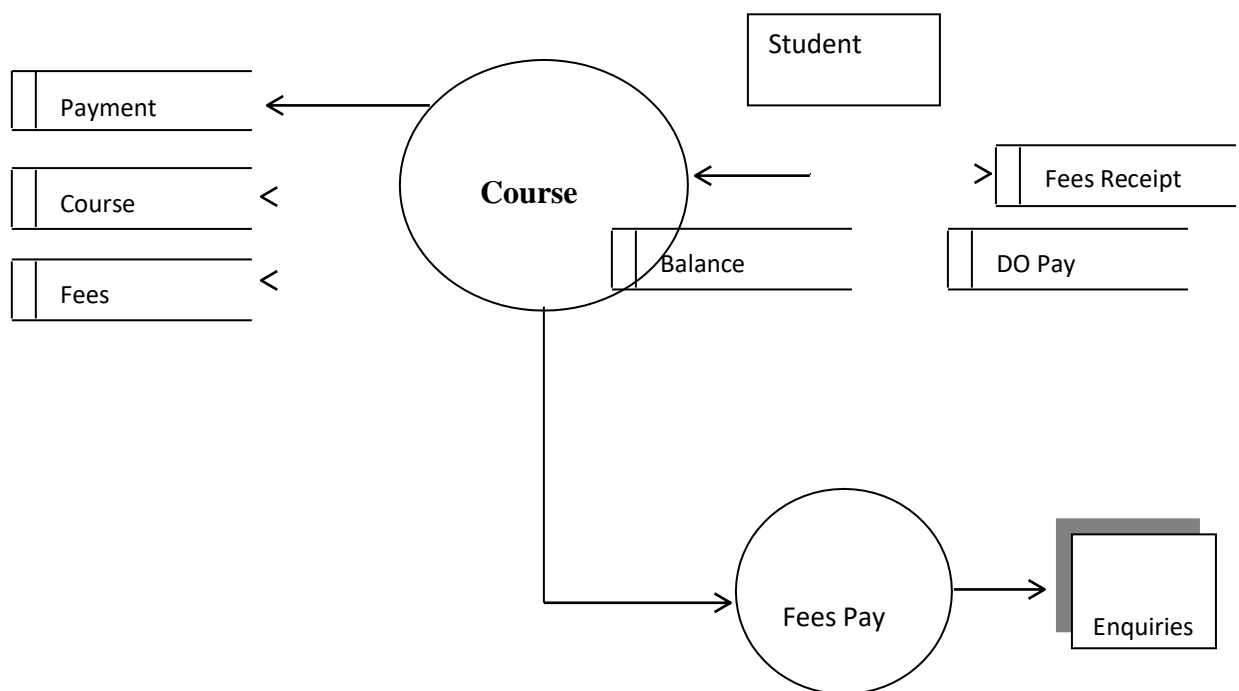 Student
Payment
Course
Course
Fees Receipt
Balance
DO Pay
Fees
Fees Pay
Enquiries